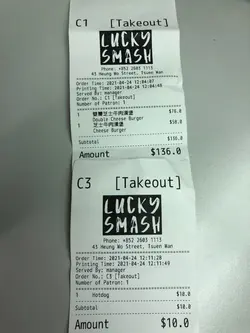 C1 [Takeout]
LUCKY
SMASH
Phone: +852 2603 1113
43 Heung Wo Street, Tsuen Wan
Order Time: 2021-04-24 12:04:07
Printing Time: 2021-04-24
Served By: manager
Order No.: C1 [Takeout]
Number of Patron: 1
1 雙層芝士牛肉漢堡 $78.0
Double Cheese Burger
1 芝士牛肉漢堡 $58.0
Cheese Burger
Subtotal $136.0
Amount $136.0
C3 [Takeout]
LUCKY
SMASH
Phone: +852 2603 1113
43 Heung Wo Street, Tsuen Wan
Order Time: 2021-04-24 12:11:28
Printing Time: 2021-04-24 12:11:49
Served By: manager
Order No.: C3 [Takeout]
Number of Patron: 1
1 Hotdog $10.0
Subtotal $10.0
Amount $10.0